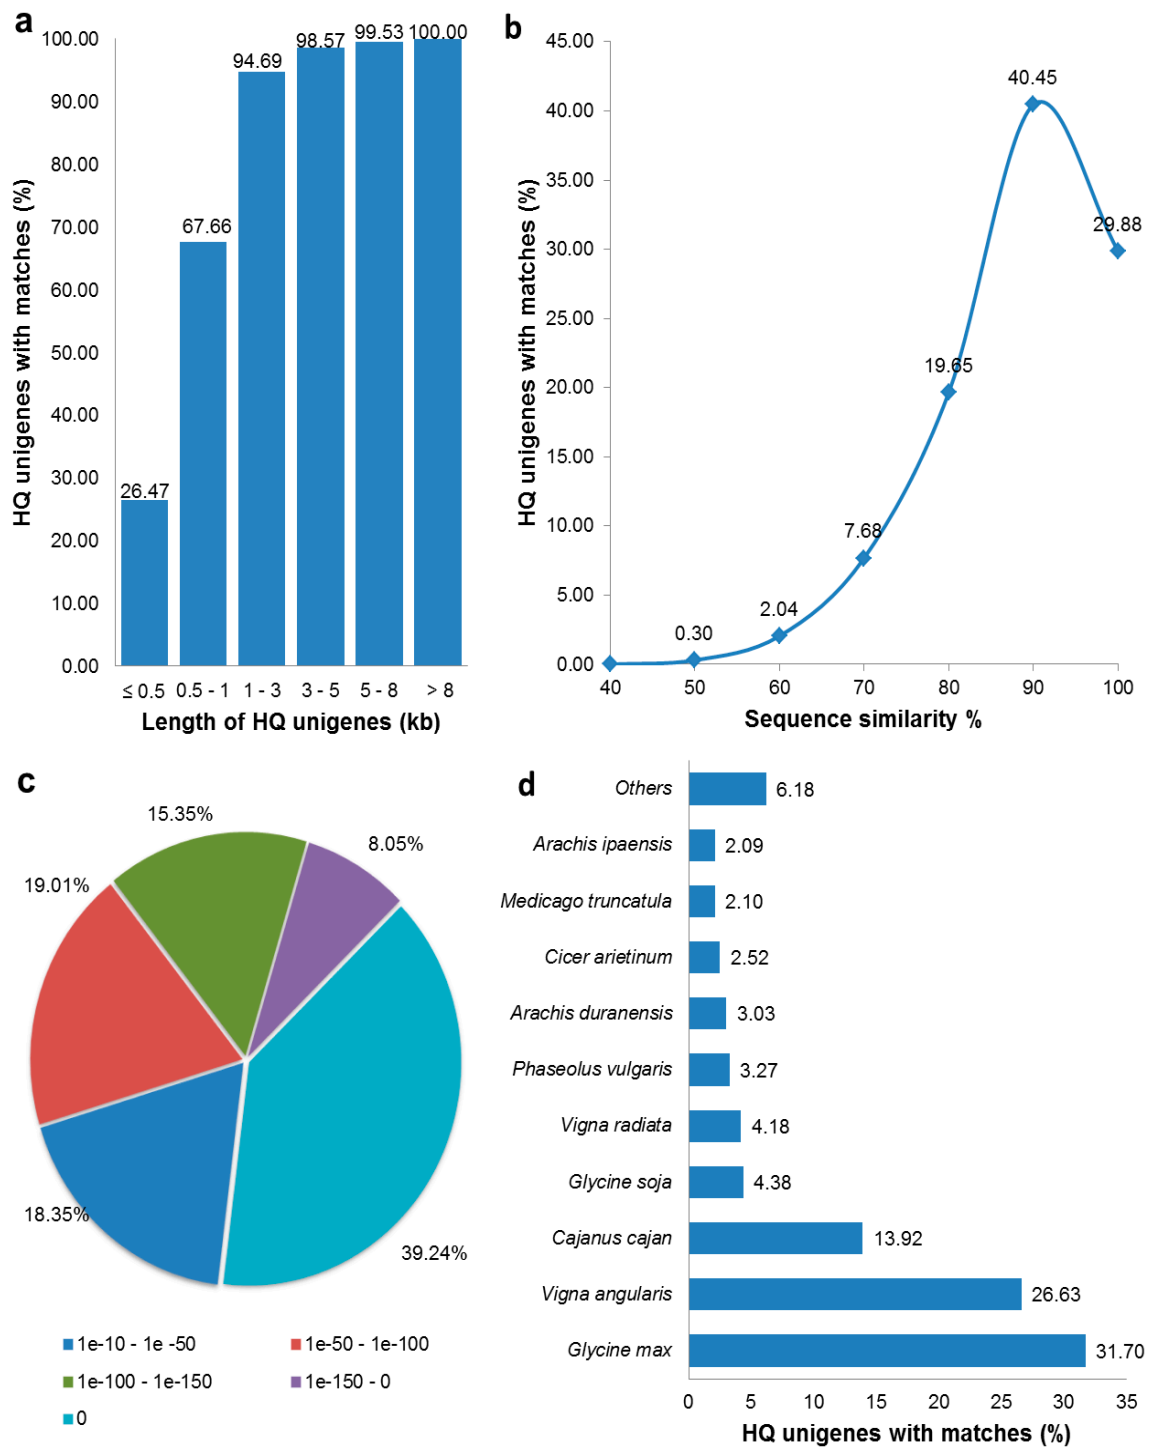 a
100.00
90.00
80.00
70.00
60.00
50.00
40.00
30.00
20.00
10.00
0.00
HQ unigenes with matches (%)
26.47
67.66
94.69
98.57
99.53
100.00
≤ 0.5 0.5 - 1 1 - 3 3 - 5 5 - 8 > 8
Length of HQ unigenes (kb)
b
45.00
40.00
35.00
30.00
25.00
20.00
15.00
10.00
5.00
0.00
HQ unigenes with matches (%)
0.30
2.04
7.68
19.65
40.45
29.88
40 50 60 70 80 90 100
Sequence similarity %
c
15.35%
8.05%
19.01%
18.35%
39.24%
1e-10 - 1e -50
1e-50 - 1e-100
1e-100 - 1e-150
1e-150 - 0
0
d
Others 6.18
Arachis ipaensis 2.09
Medicago truncatula 2.10
Cicer arietinum 2.52
Arachis duranensis 3.03
Phaseolus vulgaris 3.27
Vigna radiata 4.18
Glycine soja 4.38
Cajanus cajan 13.92
Vigna angularis 26.63
Glycine max 31.70
0 5 10 15 20 25 30 35
HQ unigenes with matches (%)